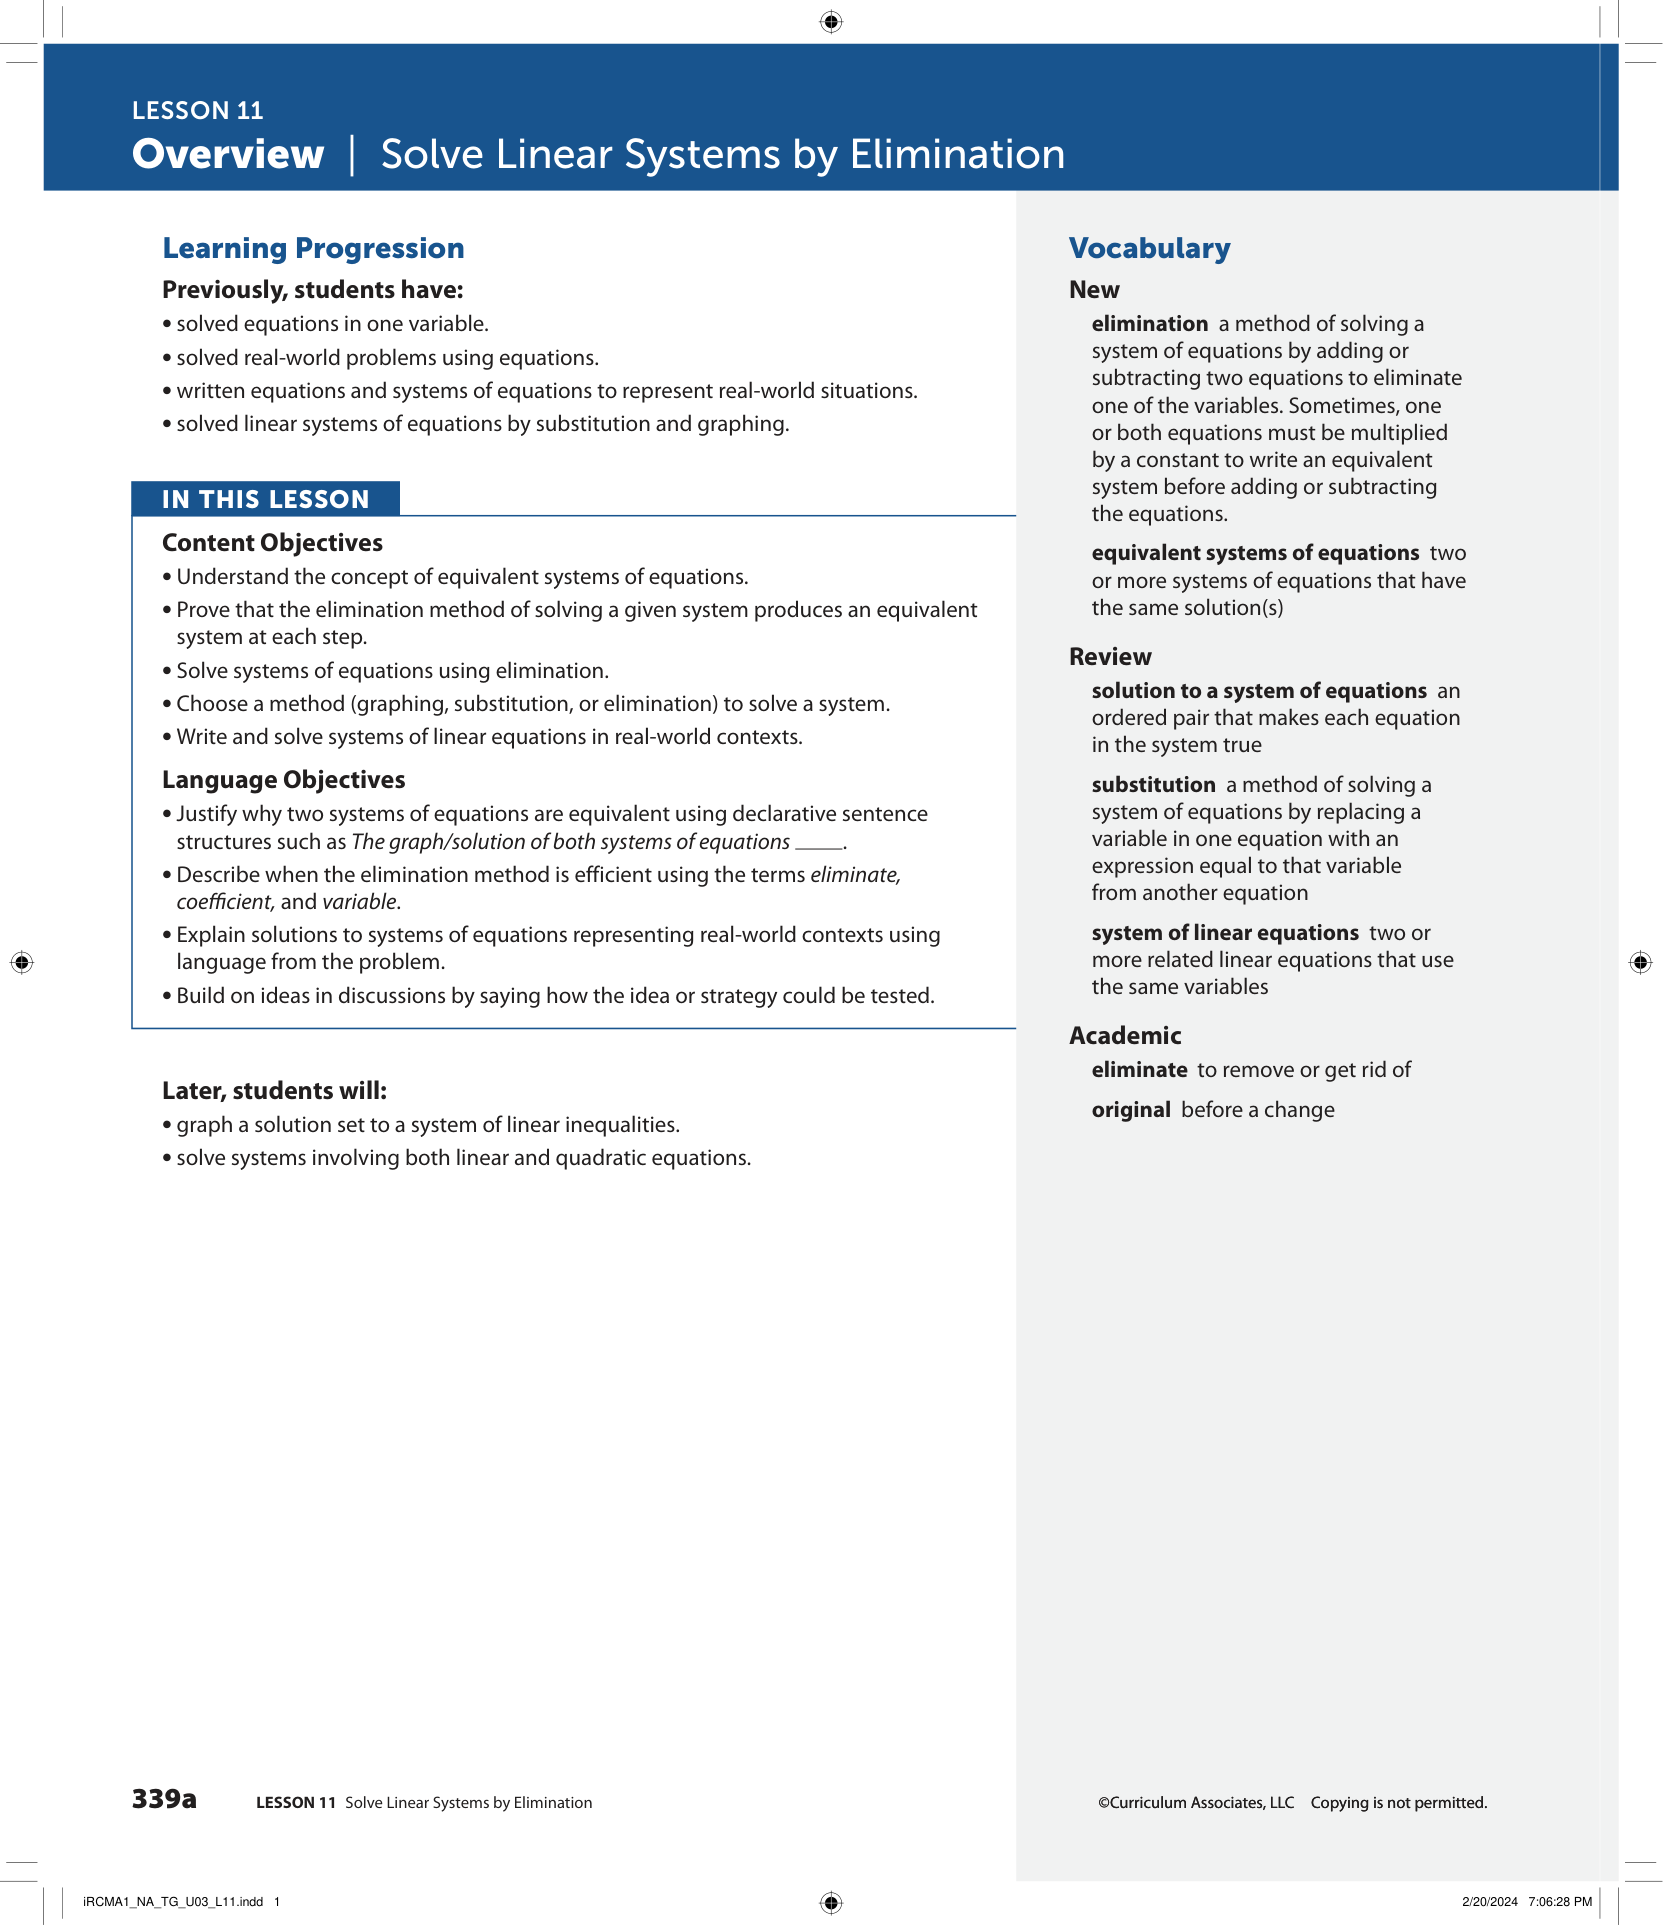 LESSON 11
Overview | Solve Linear Systems by Elimination
Learning Progression
Previously, students have:
• solved equations in one variable.
• solved real-world problems using equations.
• written equations and systems of equations to represent real-world situations.
• solved linear systems of equations by substitution and graphing.
IN THIS LESSON
Content Objectives
• Understand the concept of equivalent systems of equations.
• Prove that the elimination method of solving a given system produces an equivalent
system at each step.
• Solve systems of equations using elimination.
• Choose a method (graphing, substitution, or elimination) to solve a system.
• Write and solve systems of linear equations in real-world contexts.
Language Objectives
• Justify why two systems of equations are equivalent using declarative sentence
structures such as The graph/solution of both systems of equations _____.
• Describe when the elimination method is efficient using the terms eliminate,
coefficient, and variable.
• Explain solutions to systems of equations representing real-world contexts using
language from the problem.
• Build on ideas in discussions by saying how the idea or strategy could be tested.
Later, students will:
• graph a solution set to a system of linear inequalities.
• solve systems involving both linear and quadratic equations.
Vocabulary
New
elimination a method of solving a
system of equations by adding or
subtracting two equations to eliminate
one of the variables. Sometimes, one
or both equations must be multiplied
by a constant to write an equivalent
system before adding or subtracting
the equations.
equivalent systems of equations two
or more systems of equations that have
the same solution(s)
Review
solution to a system of equations an
ordered pair that makes each equation
in the system true
substitution a method of solving a
system of equations by replacing a
variable in one equation with an
expression equal to that variable
from another equation
system of linear equations two or
more related linear equations that use
the same variables
Academic
eliminate to remove or get rid of
original before a change
339a LESSON 11 Solve Linear Systems by Elimination
©Curriculum Associates, LLC Copying is not permitted.
iRCMA1_NA_TG_U03_L11.indd 1
2/20/2024 7:06:28 PM